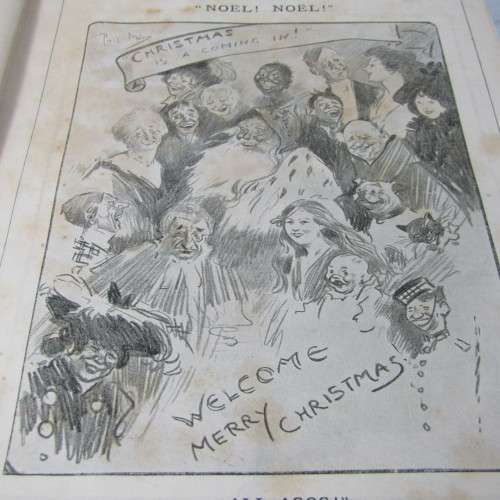 "NOEL! NOEL!"
CHRISTMAS
IS A COMING IN!"
WELCOME
MERRY CHRISTMAS